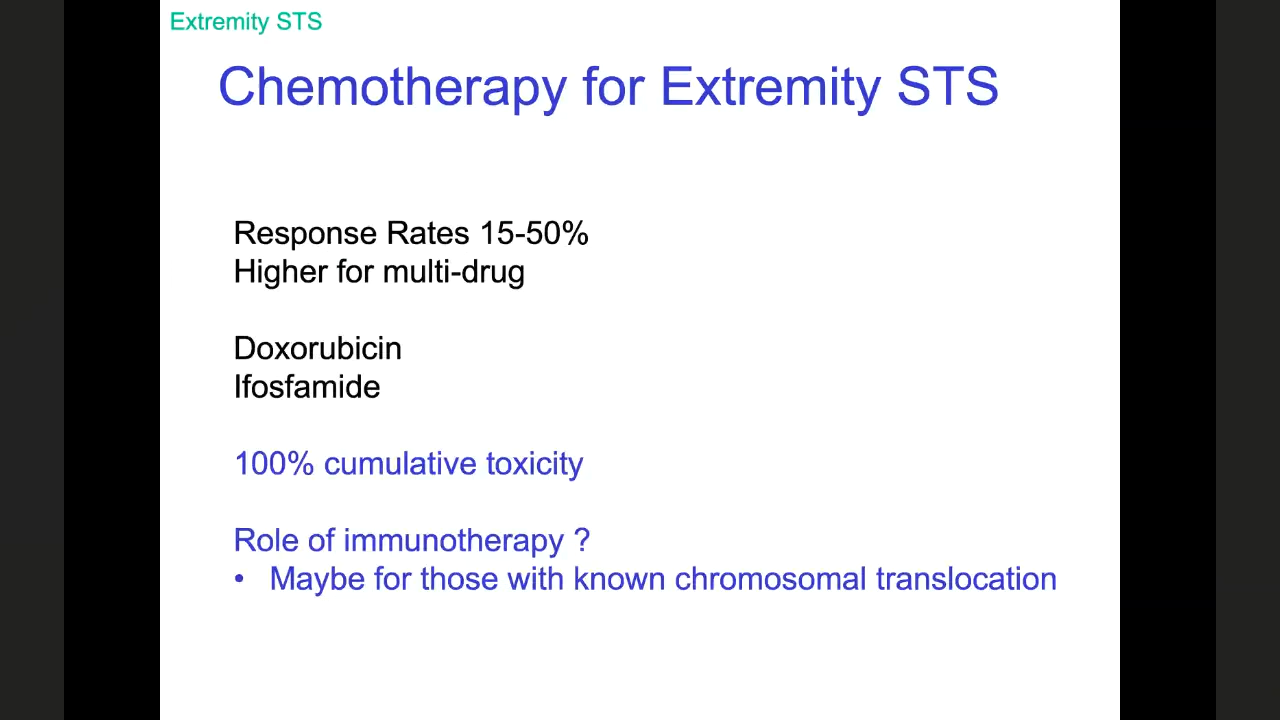 Extremity STS
Chemotherapy for Extremity STS
Response Rates 15-50%
Higher for multi-drug
Doxorubicin
Ifosfamide
100% cumulative toxicity
Role of immunotherapy ?
• Maybe for those with known chromosomal translocation